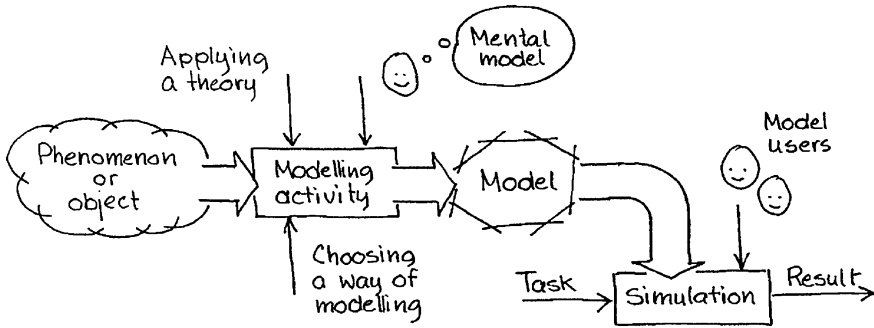 Applying
a theory
Mental
model
Phenomenon
or
object
Modelling
activity
Model
Model
users
Choosing
a way of
modelling
Task
Simulation
Result